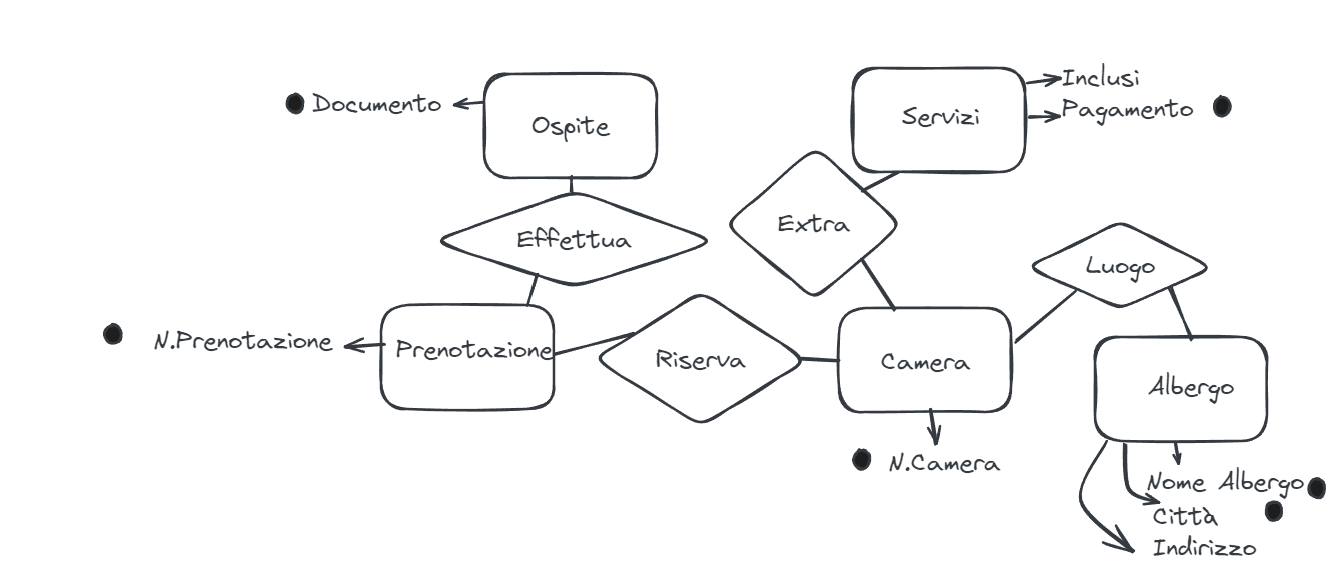 Inclusi
Documento
Pagamento
Ospite
Servizi
Extra
Effettua
Luogo
N.Prenotazione
Prenotazione
Riserva
Camera
Albergo
N.Camera
Nome Albergo
Città
Indirizzo